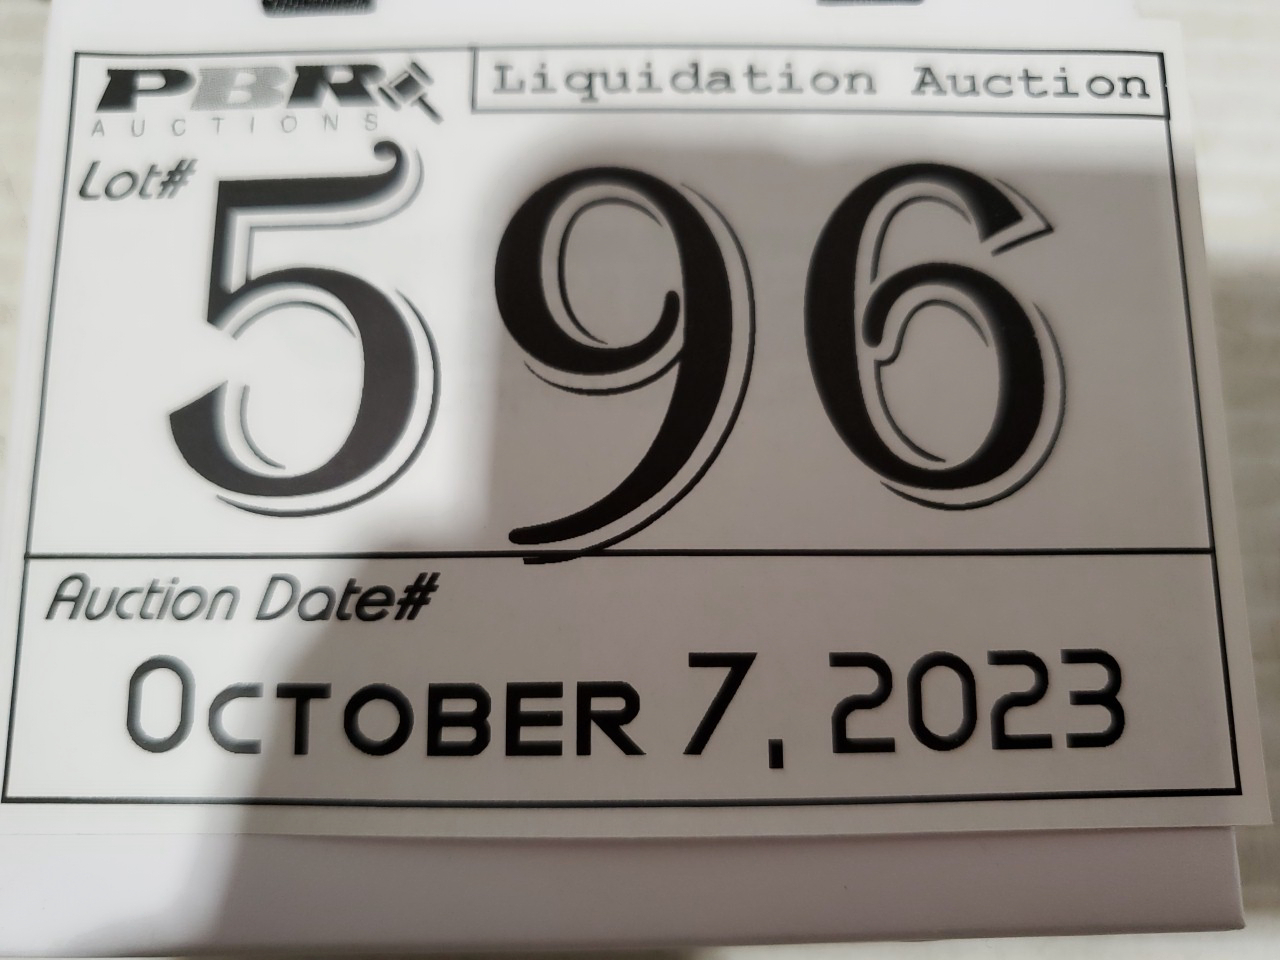 PBR
AUCTIONS
Liquidation Auction
Lot#
596
Auction Date#
October 7, 2023